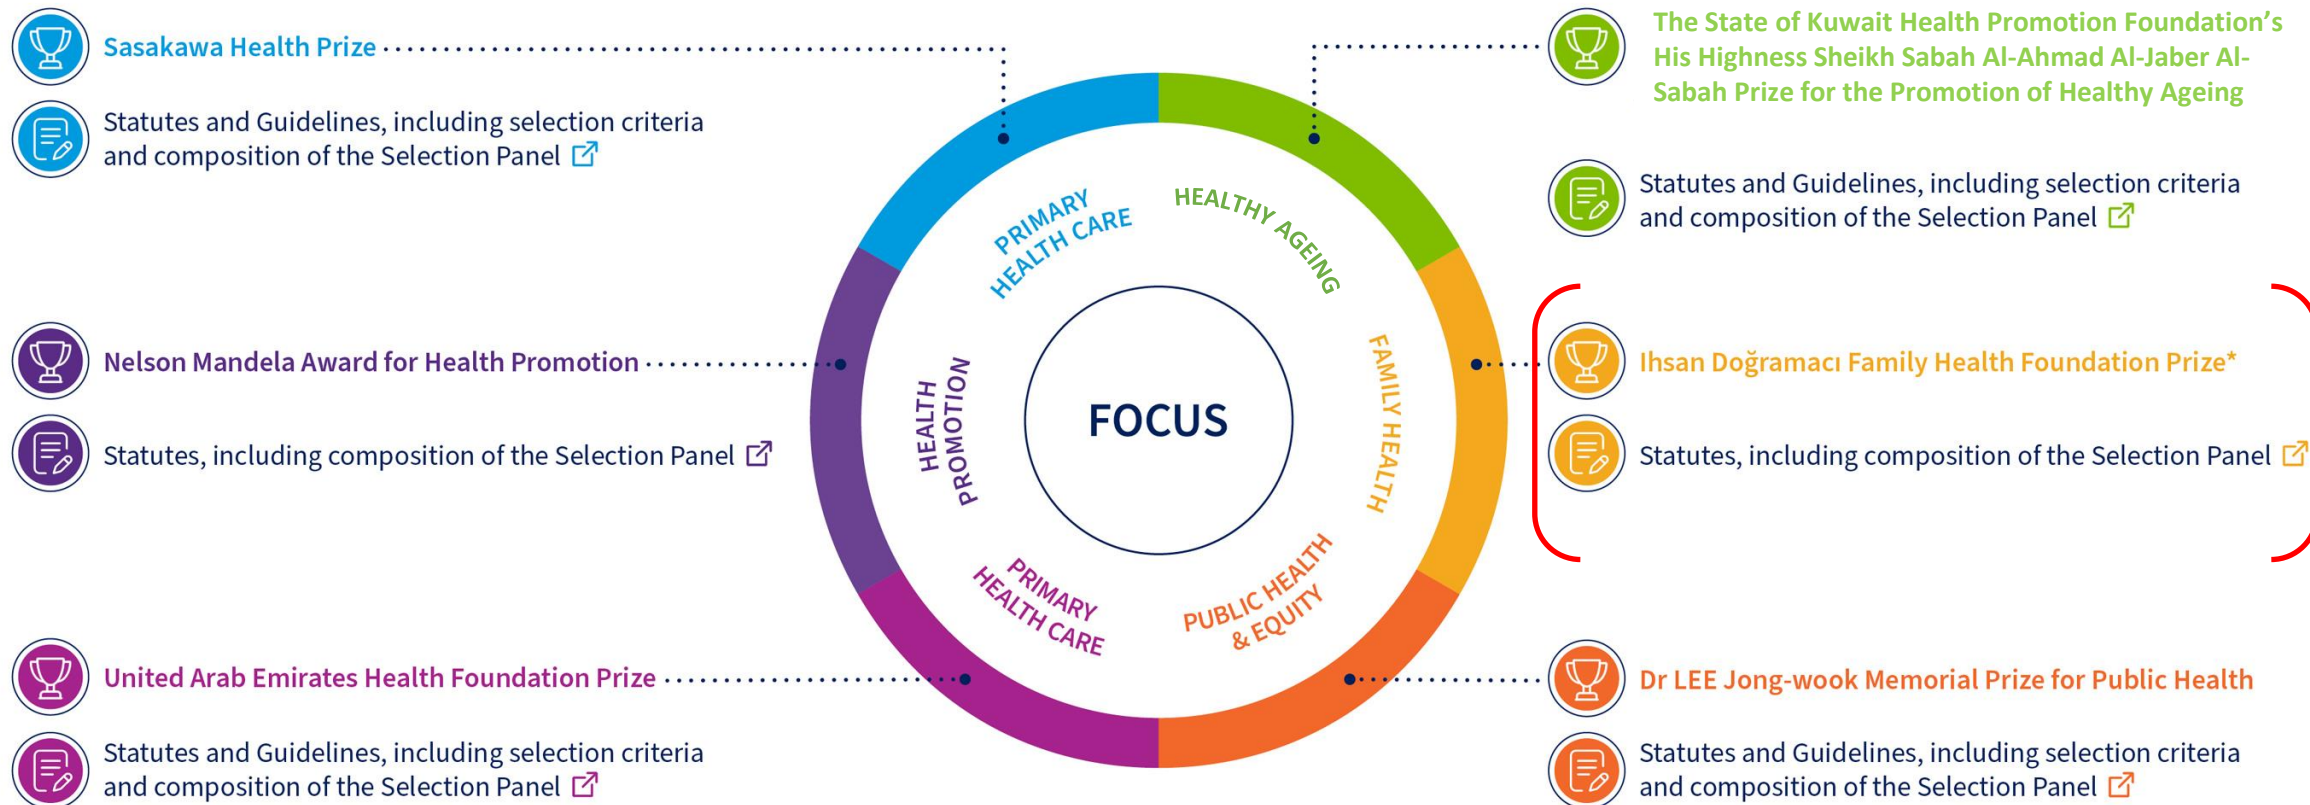 Sasakawa Health Prize
Statutes and Guidelines, including selection criteria
and composition of the Selection Panel
Nelson Mandela Award for Health Promotion
Statutes, including composition of the Selection Panel
United Arab Emirates Health Foundation Prize
Statutes and Guidelines, including selection criteria
and composition of the Selection Panel
PRIMARY
HEALTH CARE
HEALTHY AGEING
HEALTH
PROMOTION
FOCUS
FAMILY HEALTH
PRIMARY
HEALTH CARE
PUBLIC HEALTH
& EQUITY
The State of Kuwait Health Promotion Foundation’s
His Highness Sheikh Sabah Al-Ahmad Al-Jaber Al-
Sabah Prize for the Promotion of Healthy Ageing
Statutes and Guidelines, including selection criteria
and composition of the Selection Panel
Ihsan Doğramacı Family Health Foundation Prize*
Statutes, including composition of the Selection Panel
Dr LEE Jong-wook Memorial Prize for Public Health
Statutes and Guidelines, including selection criteria
and composition of the Selection Panel